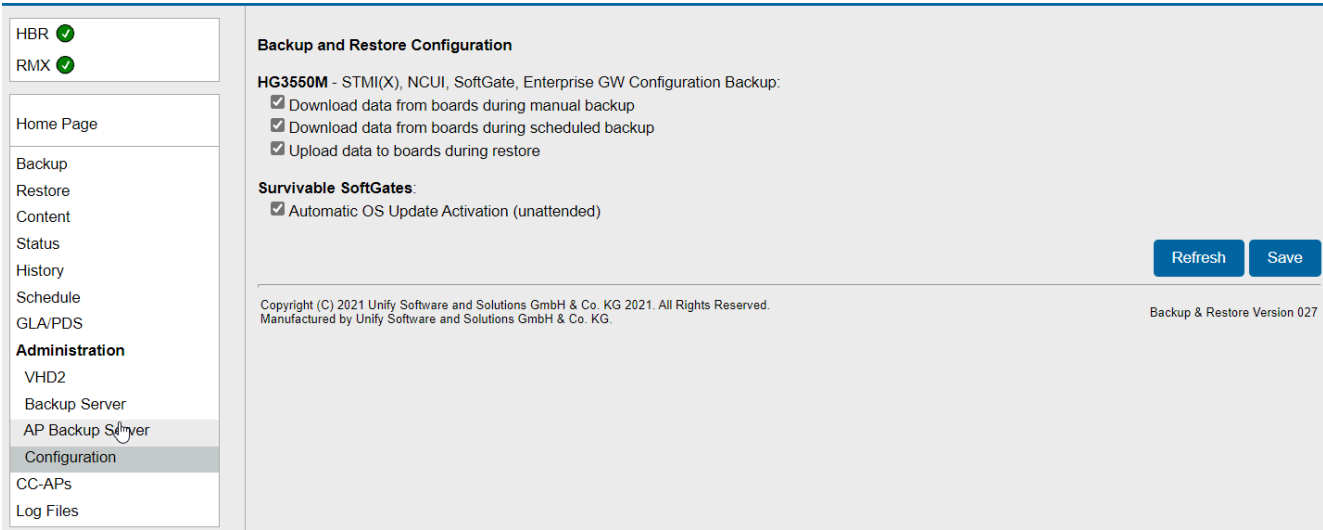 HBR
RMX
Home Page
Backup
Restore
Content
Status
History
Schedule
GLA/PDS
Administration
VHD2
Backup Server
AP Backup Server
Configuration
CC-APs
Log Files
Backup and Restore Configuration
HG3550M - STMI(X), NCUI, SoftGate, Enterprise GW Configuration Backup:
Download data from boards during manual backup
Download data from boards during scheduled backup
Upload data to boards during restore
Survivable SoftGates:
Automatic OS Update Activation (unattended)
Refresh Save
Copyright (C) 2021 Unify Software and Solutions GmbH & Co. KG 2021. All Rights Reserved.
Manufactured by Unify Software and Solutions GmbH & Co. KG.
Backup & Restore Version 027